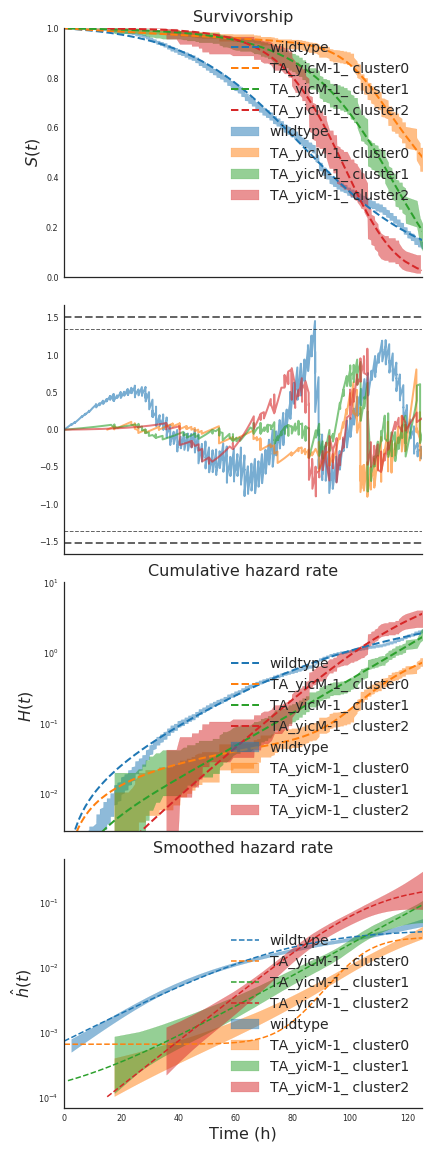 Survivorship
1.0
0.8
0.6
0.4
0.2
0.0
S(t)
wildtype
TA_yicM-1_ cluster0
TA_yicM-1_ cluster1
TA_yicM-1_ cluster2
wildtype
TA_yicM-1_ cluster0
TA_yicM-1_ cluster1
TA_yicM-1_ cluster2
1.5
1.0
0.5
0.0
−0.5
−1.0
−1.5
Cumulative hazard rate
10¹
10⁰
10⁻¹
10⁻²
H(t)
wildtype
TA_yicM-1_ cluster0
TA_yicM-1_ cluster1
TA_yicM-1_ cluster2
wildtype
TA_yicM-1_ cluster0
TA_yicM-1_ cluster1
TA_yicM-1_ cluster2
Smoothed hazard rate
10⁻¹
10⁻²
10⁻³
10⁻⁴
ĥ(t)
wildtype
TA_yicM-1_ cluster0
TA_yicM-1_ cluster1
TA_yicM-1_ cluster2
wildtype
TA_yicM-1_ cluster0
TA_yicM-1_ cluster1
TA_yicM-1_ cluster2
0 20 40 60 80 100 120
Time (h)